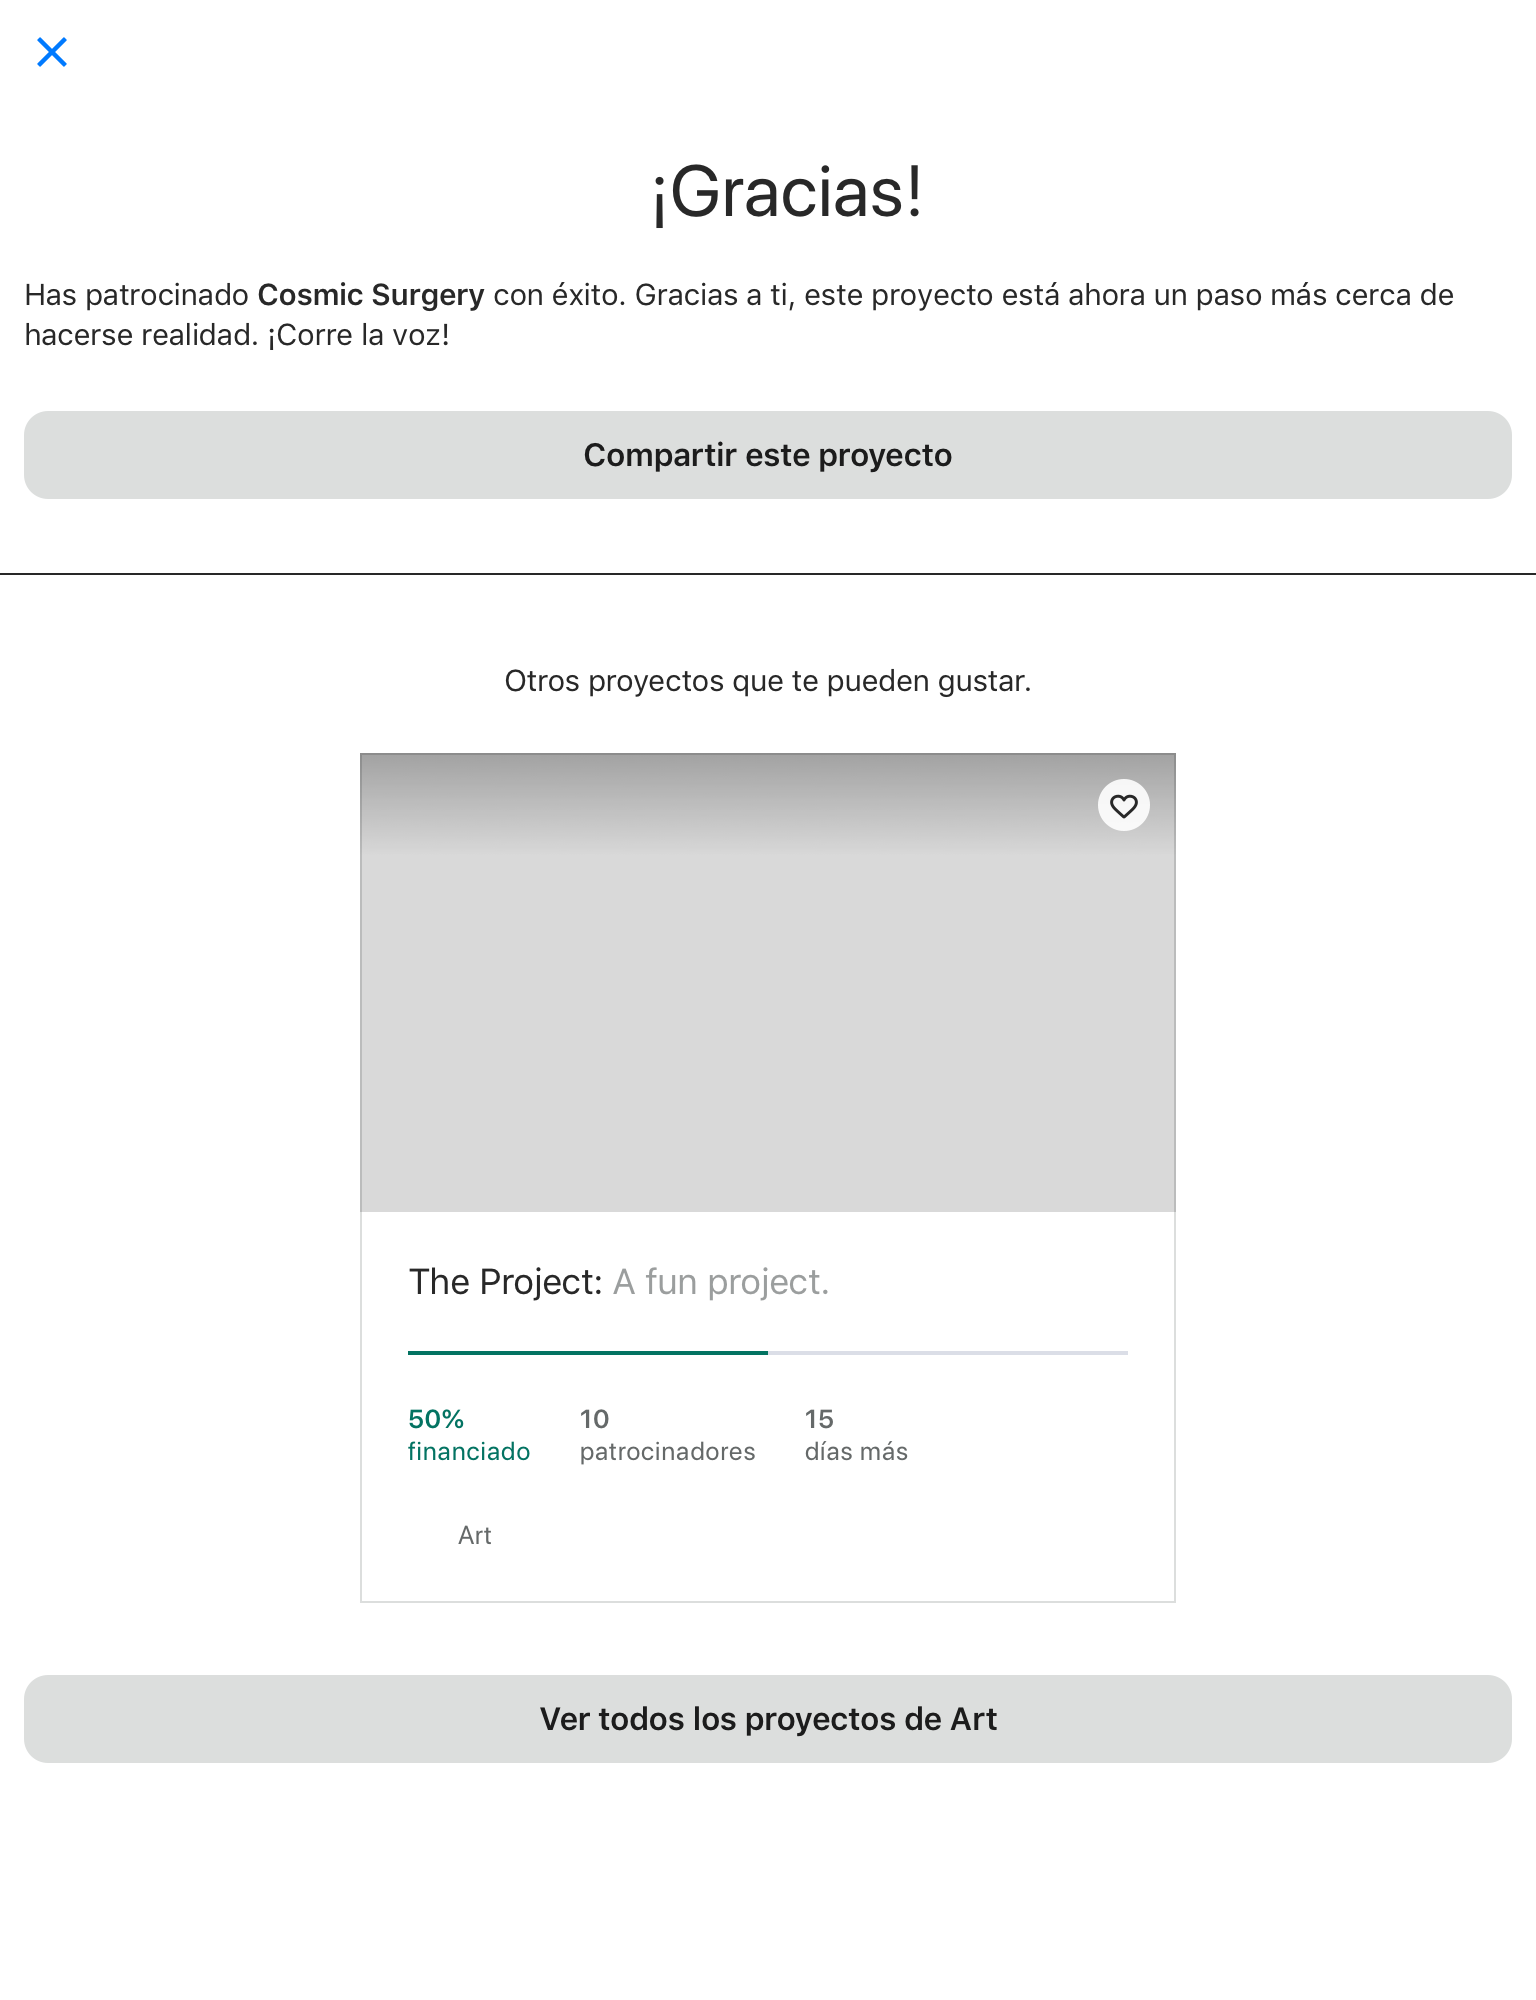 ¡Gracias!
Has patrocinado Cosmic Surgery con éxito. Gracias a ti, este proyecto está ahora un paso más cerca de
hacerse realidad. ¡Corre la voz!
Compartir este proyecto
Otros proyectos que te pueden gustar.
The Project: A fun project.
50% 10 15
financiado patrocinadores días más
Art
Ver todos los proyectos de Art